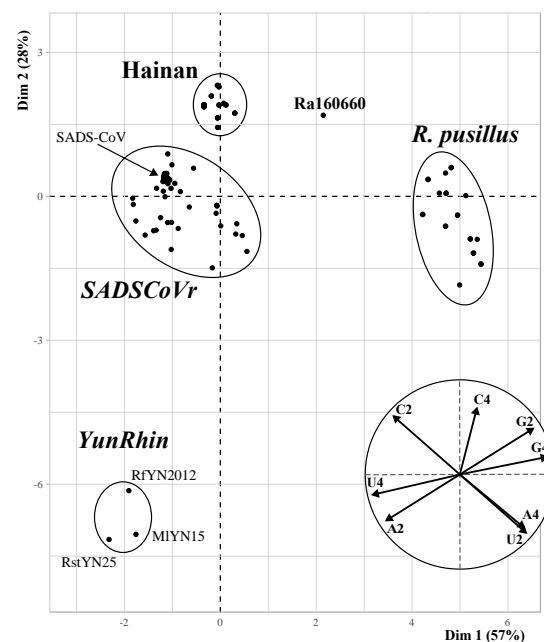 Dim 2 (28%)
3
0
-3
-6
Hainan
Ra160660
R. pusillus
SADS-CoV
SADSCoVr
YunRhin
RfYN2012
MlYN15
RstYN25
C2
C4
G2
G4
U4
A2
A4
U2
-2
0
2
4
6
Dim 1 (57%)